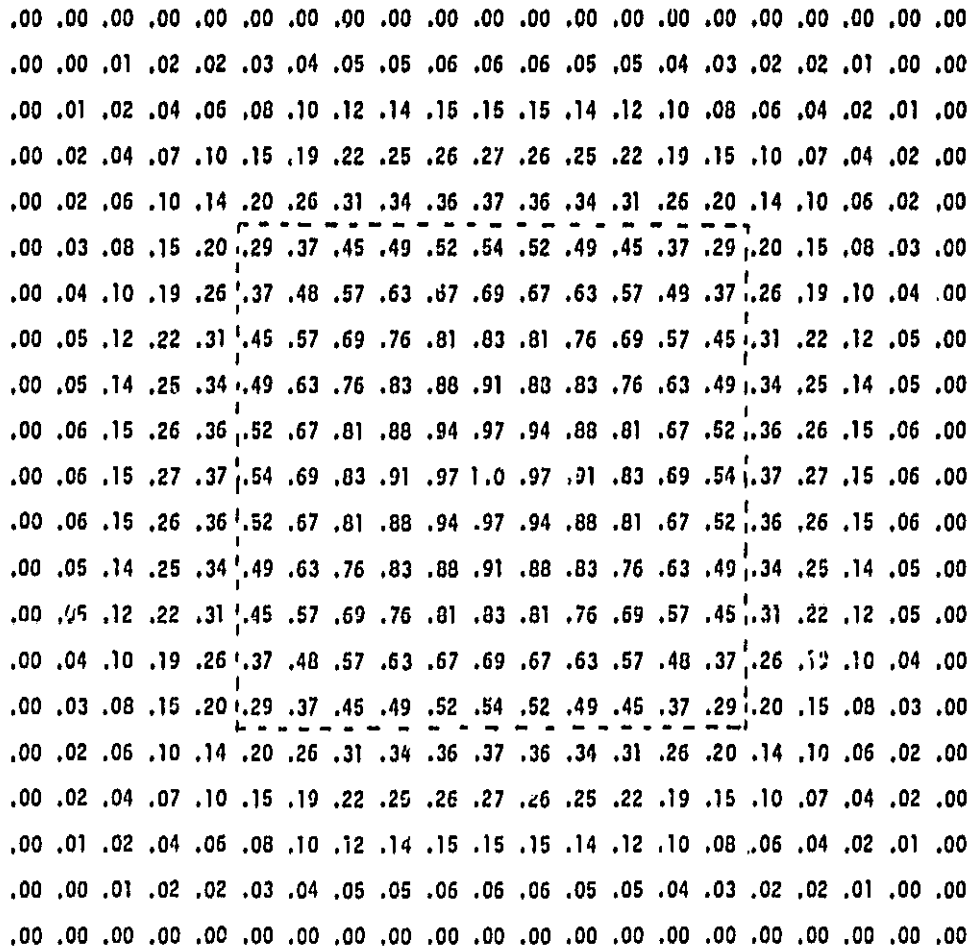 .00 .00 .00 .00 .00 .00 .00 .00 .00 .00 .00 .00 .00 .00 .00 .00 .00 .00 .00 .00 .00
.00 .00 .01 .02 .02 .03 .04 .05 .05 .06 .06 .06 .05 .05 .04 .03 .02 .02 .01 .00 .00
.00 .01 .02 .04 .06 .08 .10 .12 .14 .15 .15 .15 .14 .12 .10 .08 .06 .04 .02 .01 .00
.00 .02 .04 .07 .10 .15 .19 .22 .25 .26 .27 .26 .25 .22 .19 .15 .10 .07 .04 .02 .00
.00 .02 .06 .10 .14 .20 .26 .31 .34 .36 .37 .36 .34 .31 .26 .20 .14 .10 .06 .02 .00
.00 .03 .08 .15 .20 .29 .37 .45 .49 .52 .54 .52 .49 .45 .37 .29 .20 .15 .08 .03 .00
.00 .04 .10 .19 .26 .37 .48 .57 .63 .67 .69 .67 .63 .57 .48 .37 .26 .19 .10 .04 .00
.00 .05 .12 .22 .31 .45 .57 .69 .76 .81 .83 .81 .76 .69 .57 .45 .31 .22 .12 .05 .00
.00 .05 .14 .25 .34 .49 .63 .76 .83 .88 .91 .88 .83 .76 .63 .49 .34 .25 .14 .05 .00
.00 .06 .15 .26 .36 .52 .67 .81 .88 .94 .97 .94 .88 .81 .67 .52 .36 .26 .15 .06 .00
.00 .06 .15 .27 .37 .54 .69 .83 .91 .97 1.0 .97 .91 .83 .69 .54 .37 .27 .15 .06 .00
.00 .06 .15 .26 .36 .52 .67 .81 .88 .94 .97 .94 .88 .81 .67 .52 .36 .26 .15 .06 .00
.00 .05 .14 .25 .34 .49 .63 .76 .83 .88 .91 .88 .83 .76 .63 .49 .34 .25 .14 .05 .00
.00 .05 .12 .22 .31 .45 .57 .69 .76 .81 .83 .81 .76 .69 .57 .45 .31 .22 .12 .05 .00
.00 .04 .10 .19 .26 .37 .48 .57 .63 .67 .69 .67 .63 .57 .48 .37 .26 .19 .10 .04 .00
.00 .03 .08 .15 .20 .29 .37 .45 .49 .52 .54 .52 .49 .45 .37 .29 .20 .15 .08 .03 .00
.00 .02 .06 .10 .14 .20 .26 .31 .34 .36 .37 .36 .34 .31 .26 .20 .14 .10 .06 .02 .00
.00 .02 .04 .07 .10 .15 .19 .22 .25 .26 .27 .26 .25 .22 .19 .15 .10 .07 .04 .02 .00
.00 .01 .02 .04 .06 .08 .10 .12 .14 .15 .15 .15 .14 .12 .10 .08 .06 .04 .02 .01 .00
.00 .00 .01 .02 .02 .03 .04 .05 .05 .06 .06 .06 .05 .05 .04 .03 .02 .02 .01 .00 .00
.00 .00 .00 .00 .00 .00 .00 .00 .00 .00 .00 .00 .00 .00 .00 .00 .00 .00 .00 .00 .00